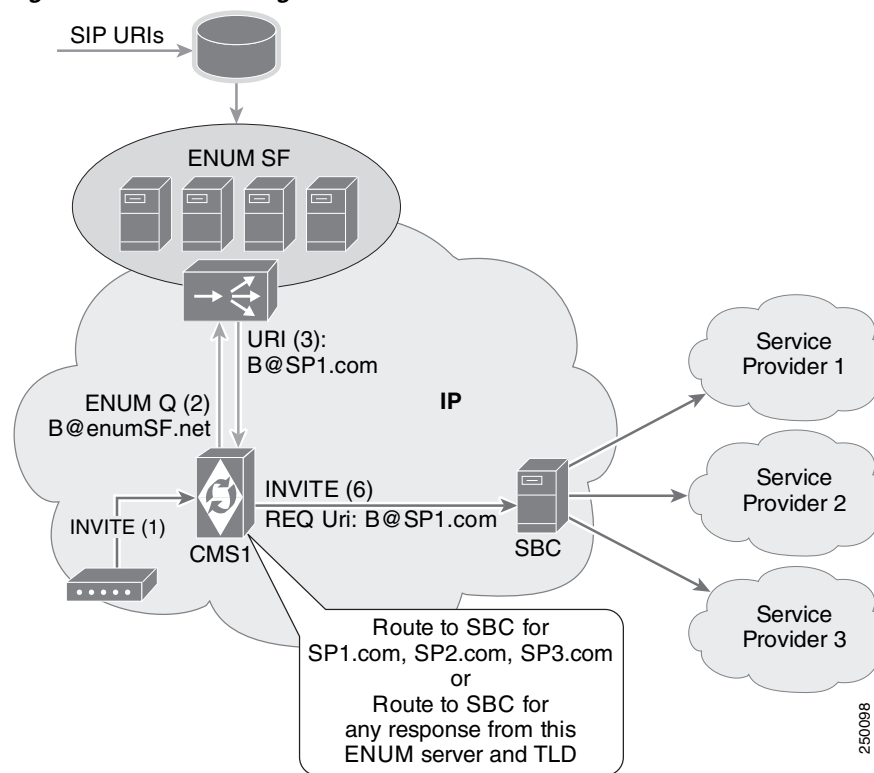 SIP URIs
ENUM SF
URI (3):
B@SP1.com
ENUM Q (2)
B@enumSF.net
IP
INVITE (1)
CMS1
INVITE (6)
REQ Uri: B@SP1.com
SBC
Service
Provider 1
Service
Provider 2
Service
Provider 3
Route to SBC for
SP1.com, SP2.com, SP3.com
or
Route to SBC for
any response from this
ENUM server and TLD
250098